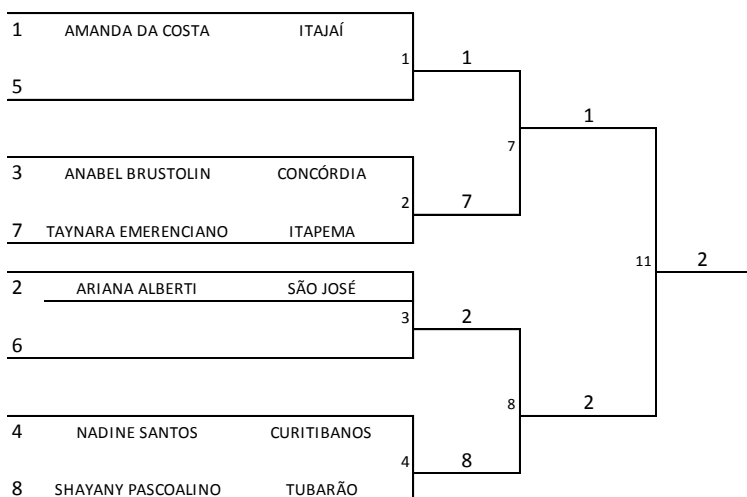 1 AMANDA DA COSTA ITAJAÍ
1 1
5
1
7
3 ANABEL BRUSTOLIN CONCÓRDIA
2 7
7 TAYNARA EMERENCIANO ITAPEMA
11 2
2 ARIANA ALBERTI SÃO JOSÉ
3 2
6
8 2
4 NADINE SANTOS CURITIBANOS
4 8
8 SHAYANY PASCOALINO TUBARÃO